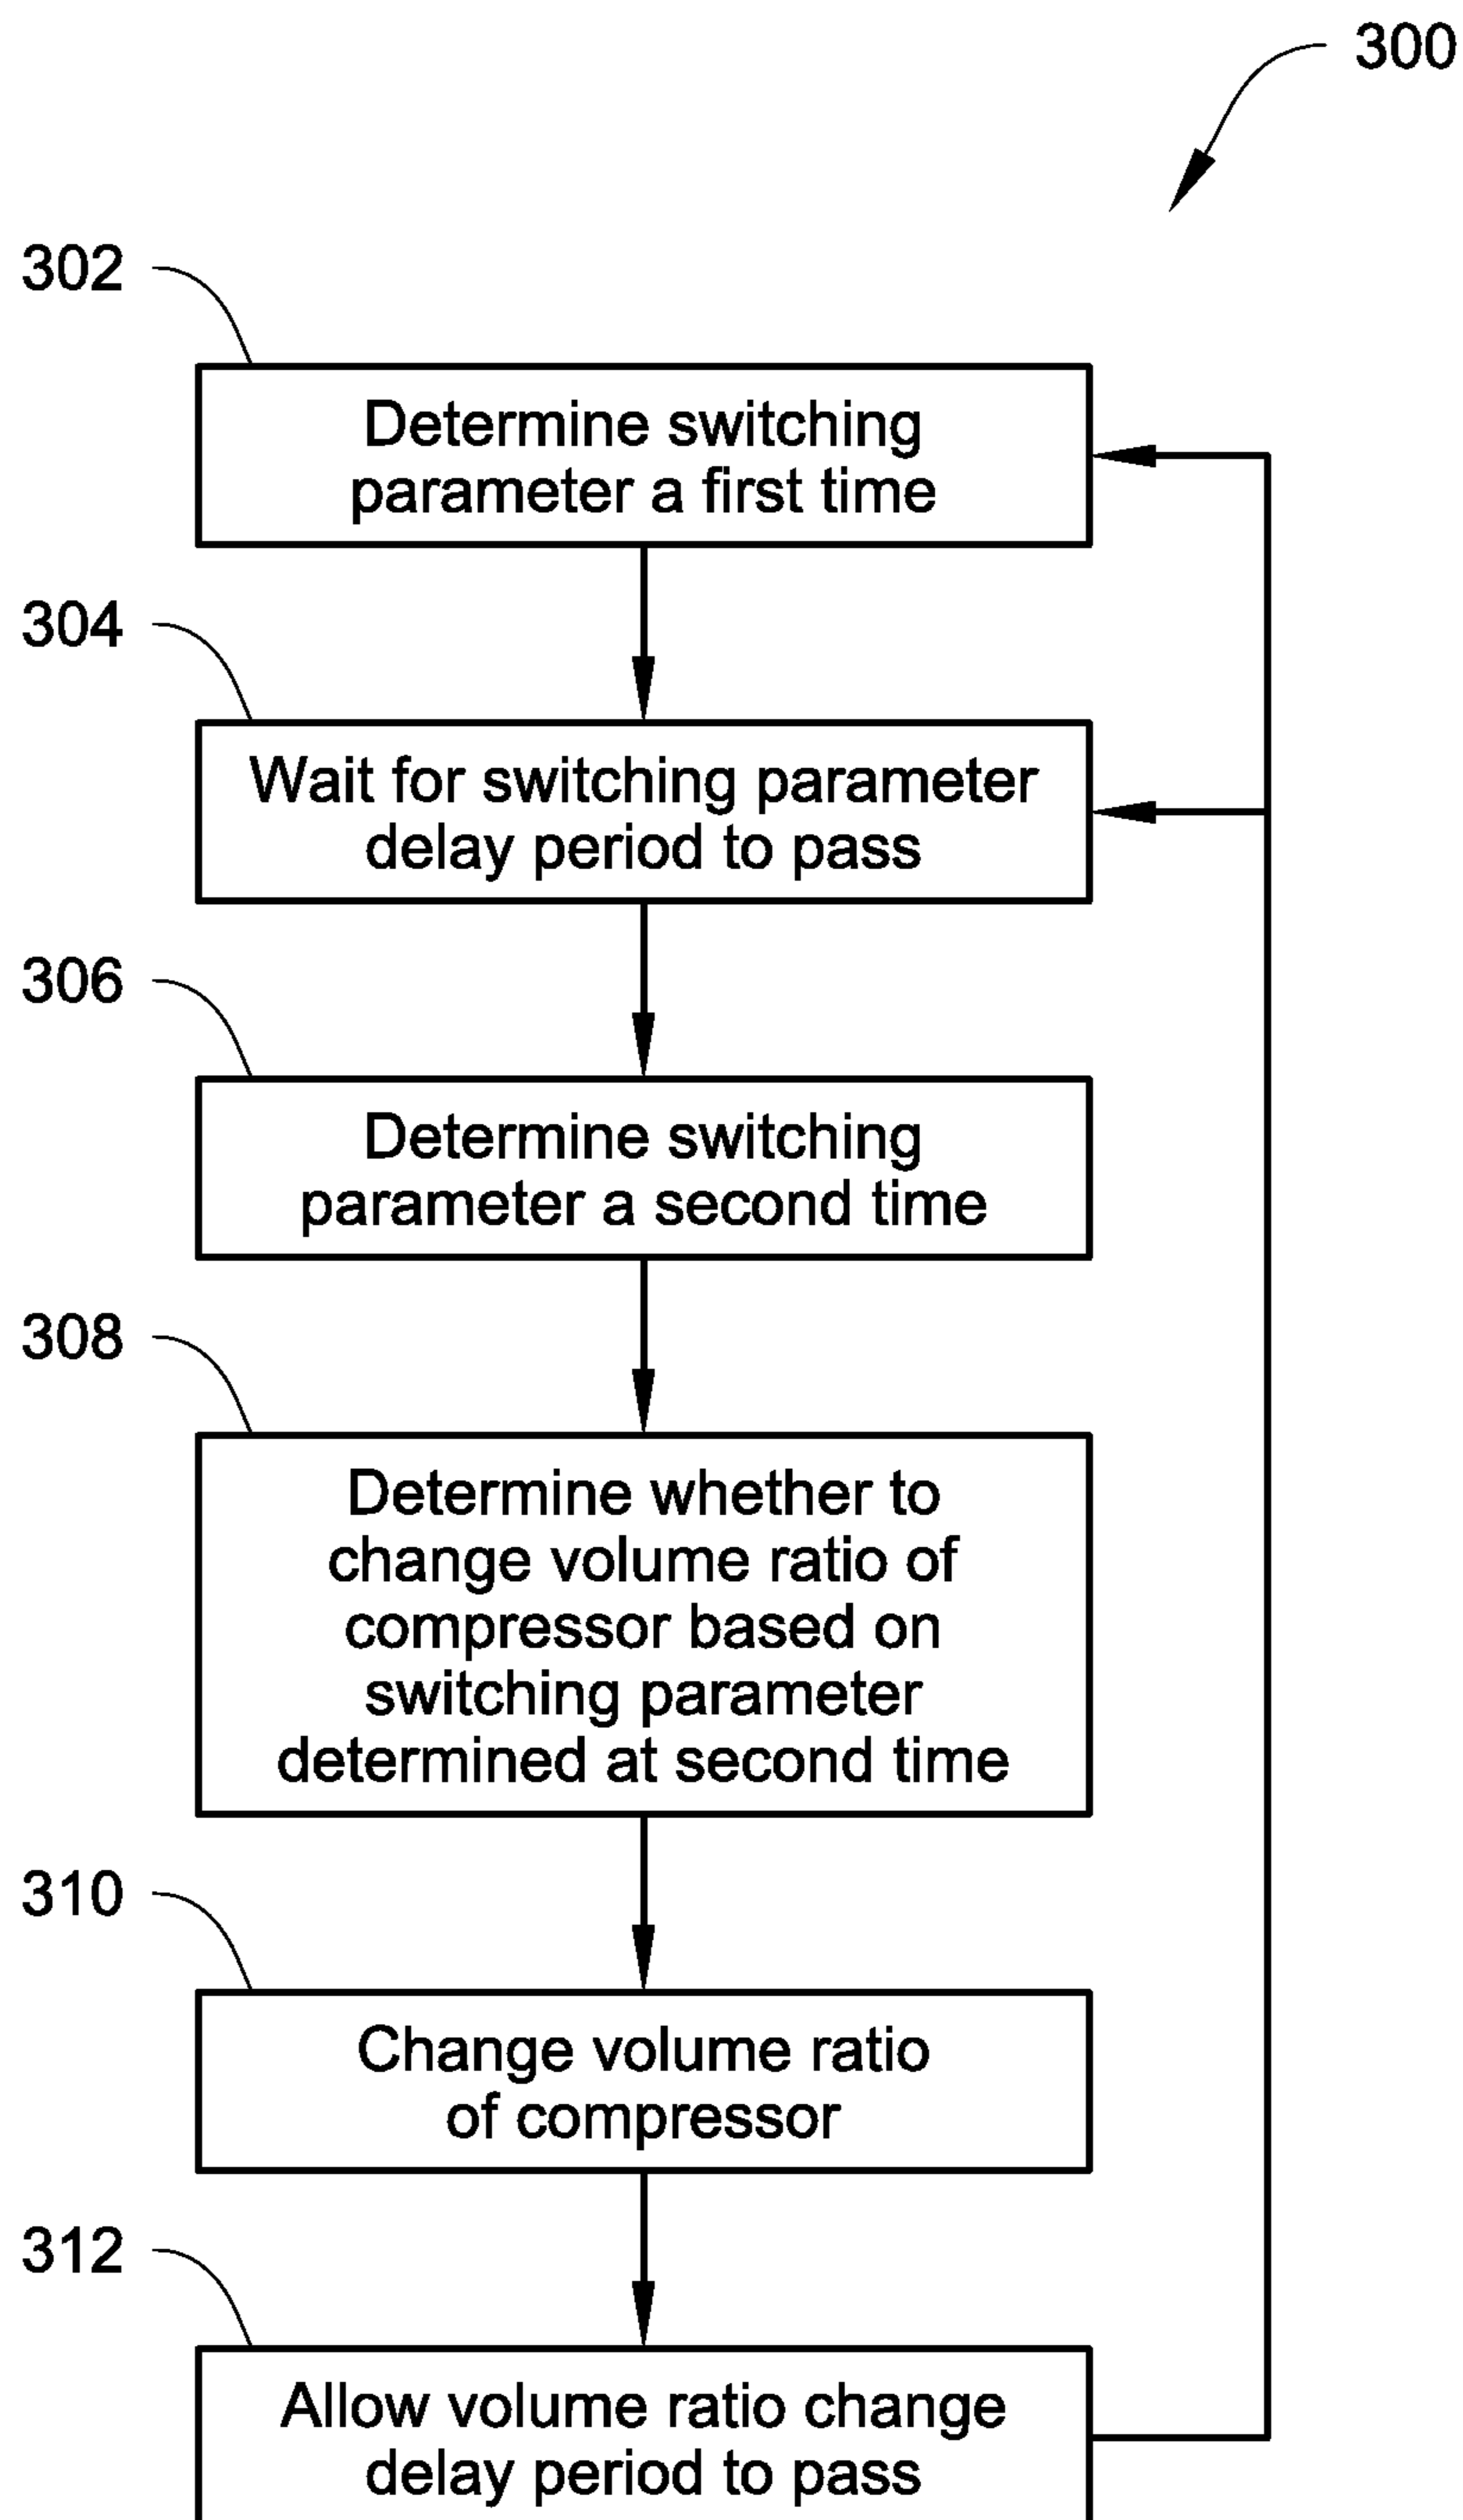 300
302
Determine switching
parameter a first time
304
Wait for switching parameter
delay period to pass
306
Determine switching
parameter a second time
308
Determine whether to
change volume ratio of
compressor based on
switching parameter
determined at second time
310
Change volume ratio
of compressor
312
Allow volume ratio change
delay period to pass